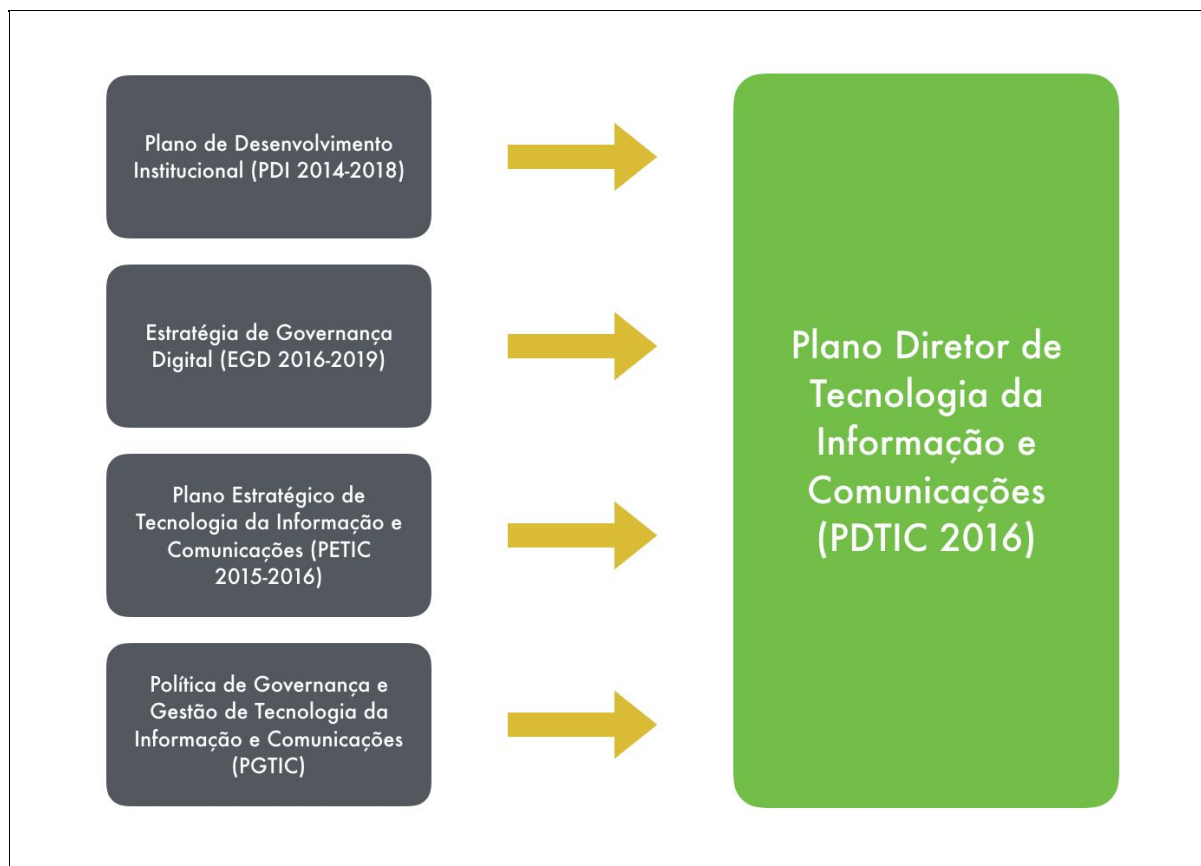 Plano de Desenvolvimento
Institucional (PDI 2014-2018)
Estratégia de Governança
Digital (EGD 2016-2019)
Plano Estratégico de
Tecnologia da Informação e
Comunicações (PETIC
2015-2016)
Política de Governança e
Gestão de Tecnologia da
Informação e Comunicações
(PGTIC)
Plano Diretor de
Tecnologia da
Informação e
Comunicações
(PDTIC 2016)